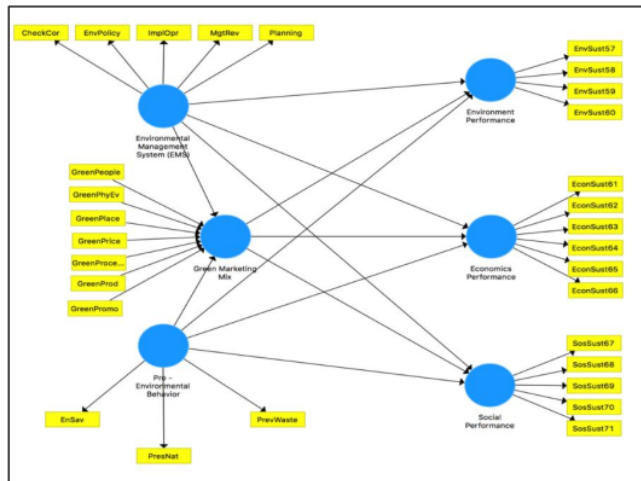 CheckCor
EnvPolicy
ImplOpr
MgtRev
Planning
Environmental
Management
System (EMS)
EnvSust57
EnvSust58
EnvSust59
EnvSust60
Environment
Performance
GreenPeople
GreenPhyEv
GreenPlace
GreenPrice
GreenProce...
GreenProd
GreenPromo
Green Marketing
Mix
EconSust61
EconSust62
EconSust63
EconSust64
EconSust65
EconSust66
Economics
Performance
Pro -
Environmental
Behavior
EnSav
PresNat
PrevWaste
SosSust67
SosSust68
SosSust69
SosSust70
SosSust71
Social
Performance